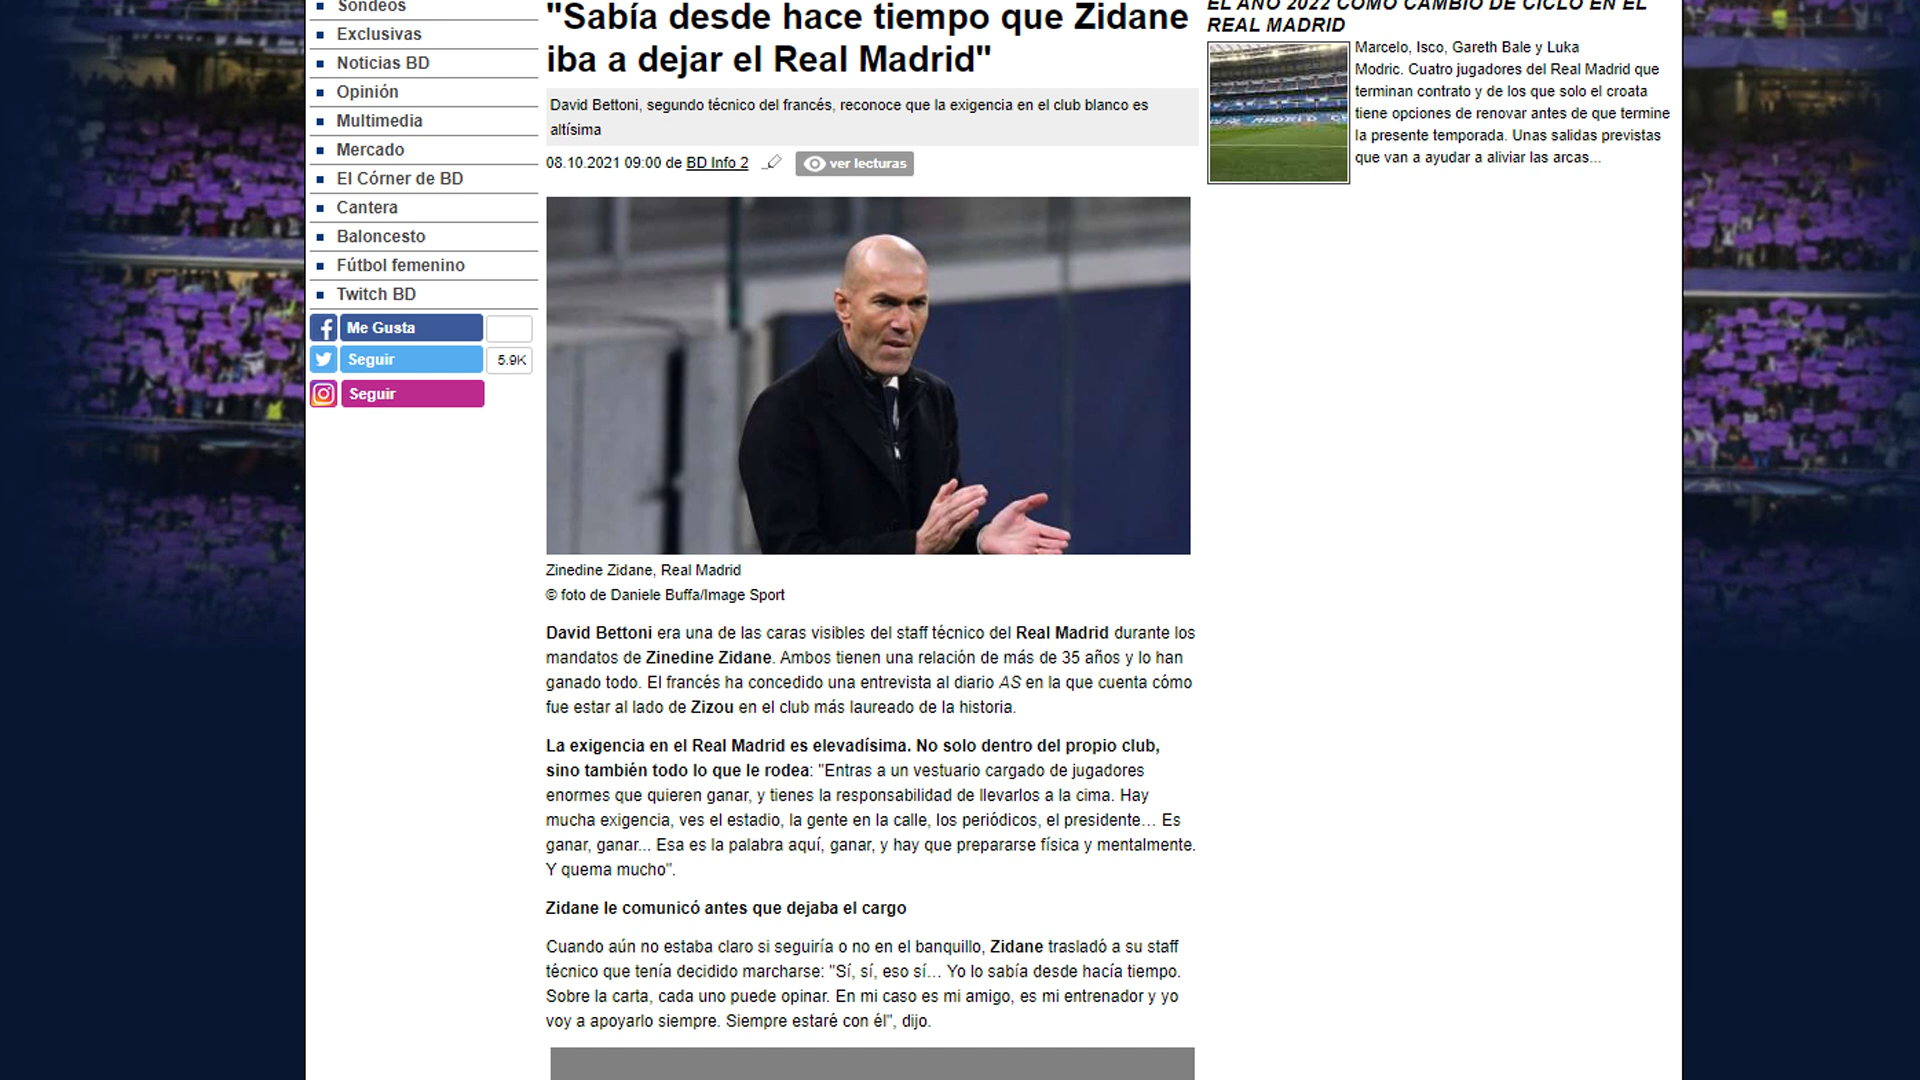 Sondeos
Exclusivas
Noticias BD
Opinión
Multimedia
Mercado
El Córner de BD
Cantera
Baloncesto
Fútbol femenino
Twitch BD
Me Gusta
Seguir
5.9K
Seguir
"Sabía desde hace tiempo que Zidane
iba a dejar el Real Madrid"
David Bettoni, segundo técnico del francés, reconoce que la exigencia en el club blanco es
altísima
08.10.2021 09:00 de BD Info 2
ver lecturas
Zinedine Zidane, Real Madrid
© foto de Daniele Buffa/Image Sport
David Bettoni era una de las caras visibles del staff técnico del Real Madrid durante los
mandatos de Zinedine Zidane. Ambos tienen una relación de más de 35 años y lo han
ganado todo. El francés ha concedido una entrevista al diario AS en la que cuenta cómo
fue estar al lado de Zizou en el club más laureado de la historia.
La exigencia en el Real Madrid es elevadísima. No solo dentro del propio club,
sino también todo lo que le rodea: "Entras a un vestuario cargado de jugadores
enormes que quieren ganar, y tienes la responsabilidad de llevarlos a la cima. Hay
mucha exigencia, ves el estadio, la gente en la calle, los periódicos, el presidente… Es
ganar, ganar... Esa es la palabra aquí, ganar, y hay que prepararse física y mentalmente.
Y quema mucho".
Zidane le comunicó antes que dejaba el cargo
Cuando aún no estaba claro si seguiría o no en el banquillo, Zidane trasladó a su staff
técnico que tenía decidido marcharse: "Sí, sí, eso sí… Yo lo sabía desde hacía tiempo.
Sobre la carta, cada uno puede opinar. En mi caso es mi amigo, es mi entrenador y yo
voy a apoyarlo siempre. Siempre estaré con él", dijo.
EL AÑO 2022 COMO CAMBIO DE CICLO EN EL
REAL MADRID
Marcelo, Isco, Gareth Bale y Luka
Modric. Cuatro jugadores del Real Madrid que
terminan contrato y de los que solo el croata
tiene opciones de renovar antes de que termine
la presente temporada. Unas salidas previstas
que van a ayudar a aliviar las arcas...